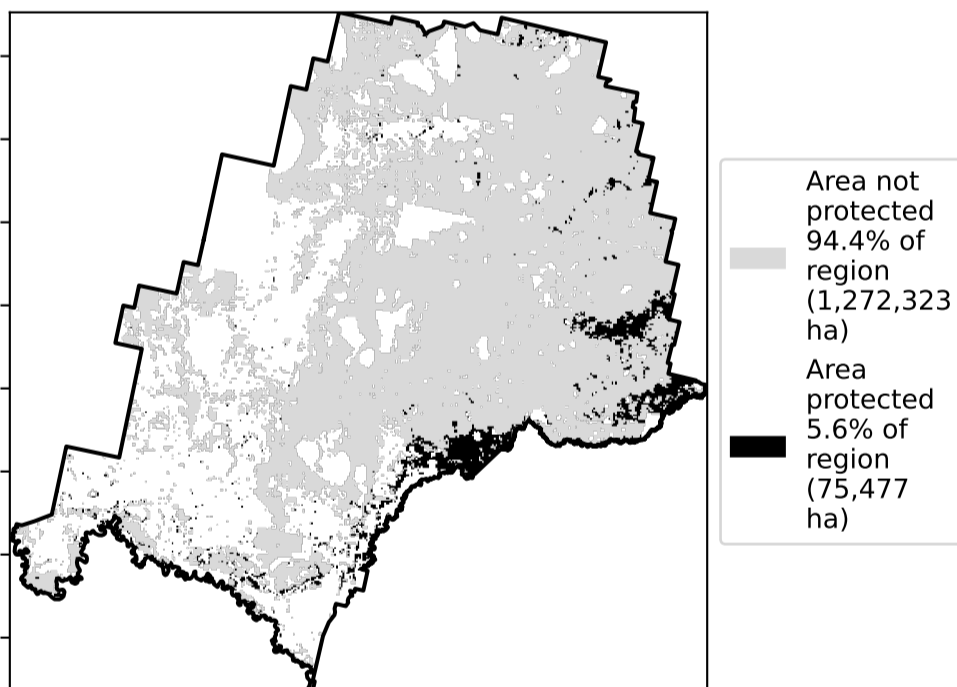 Area not
protected
94.4% of
region
(1,272,323
ha)
Area
protected
5.6% of
region
(75,477
ha)